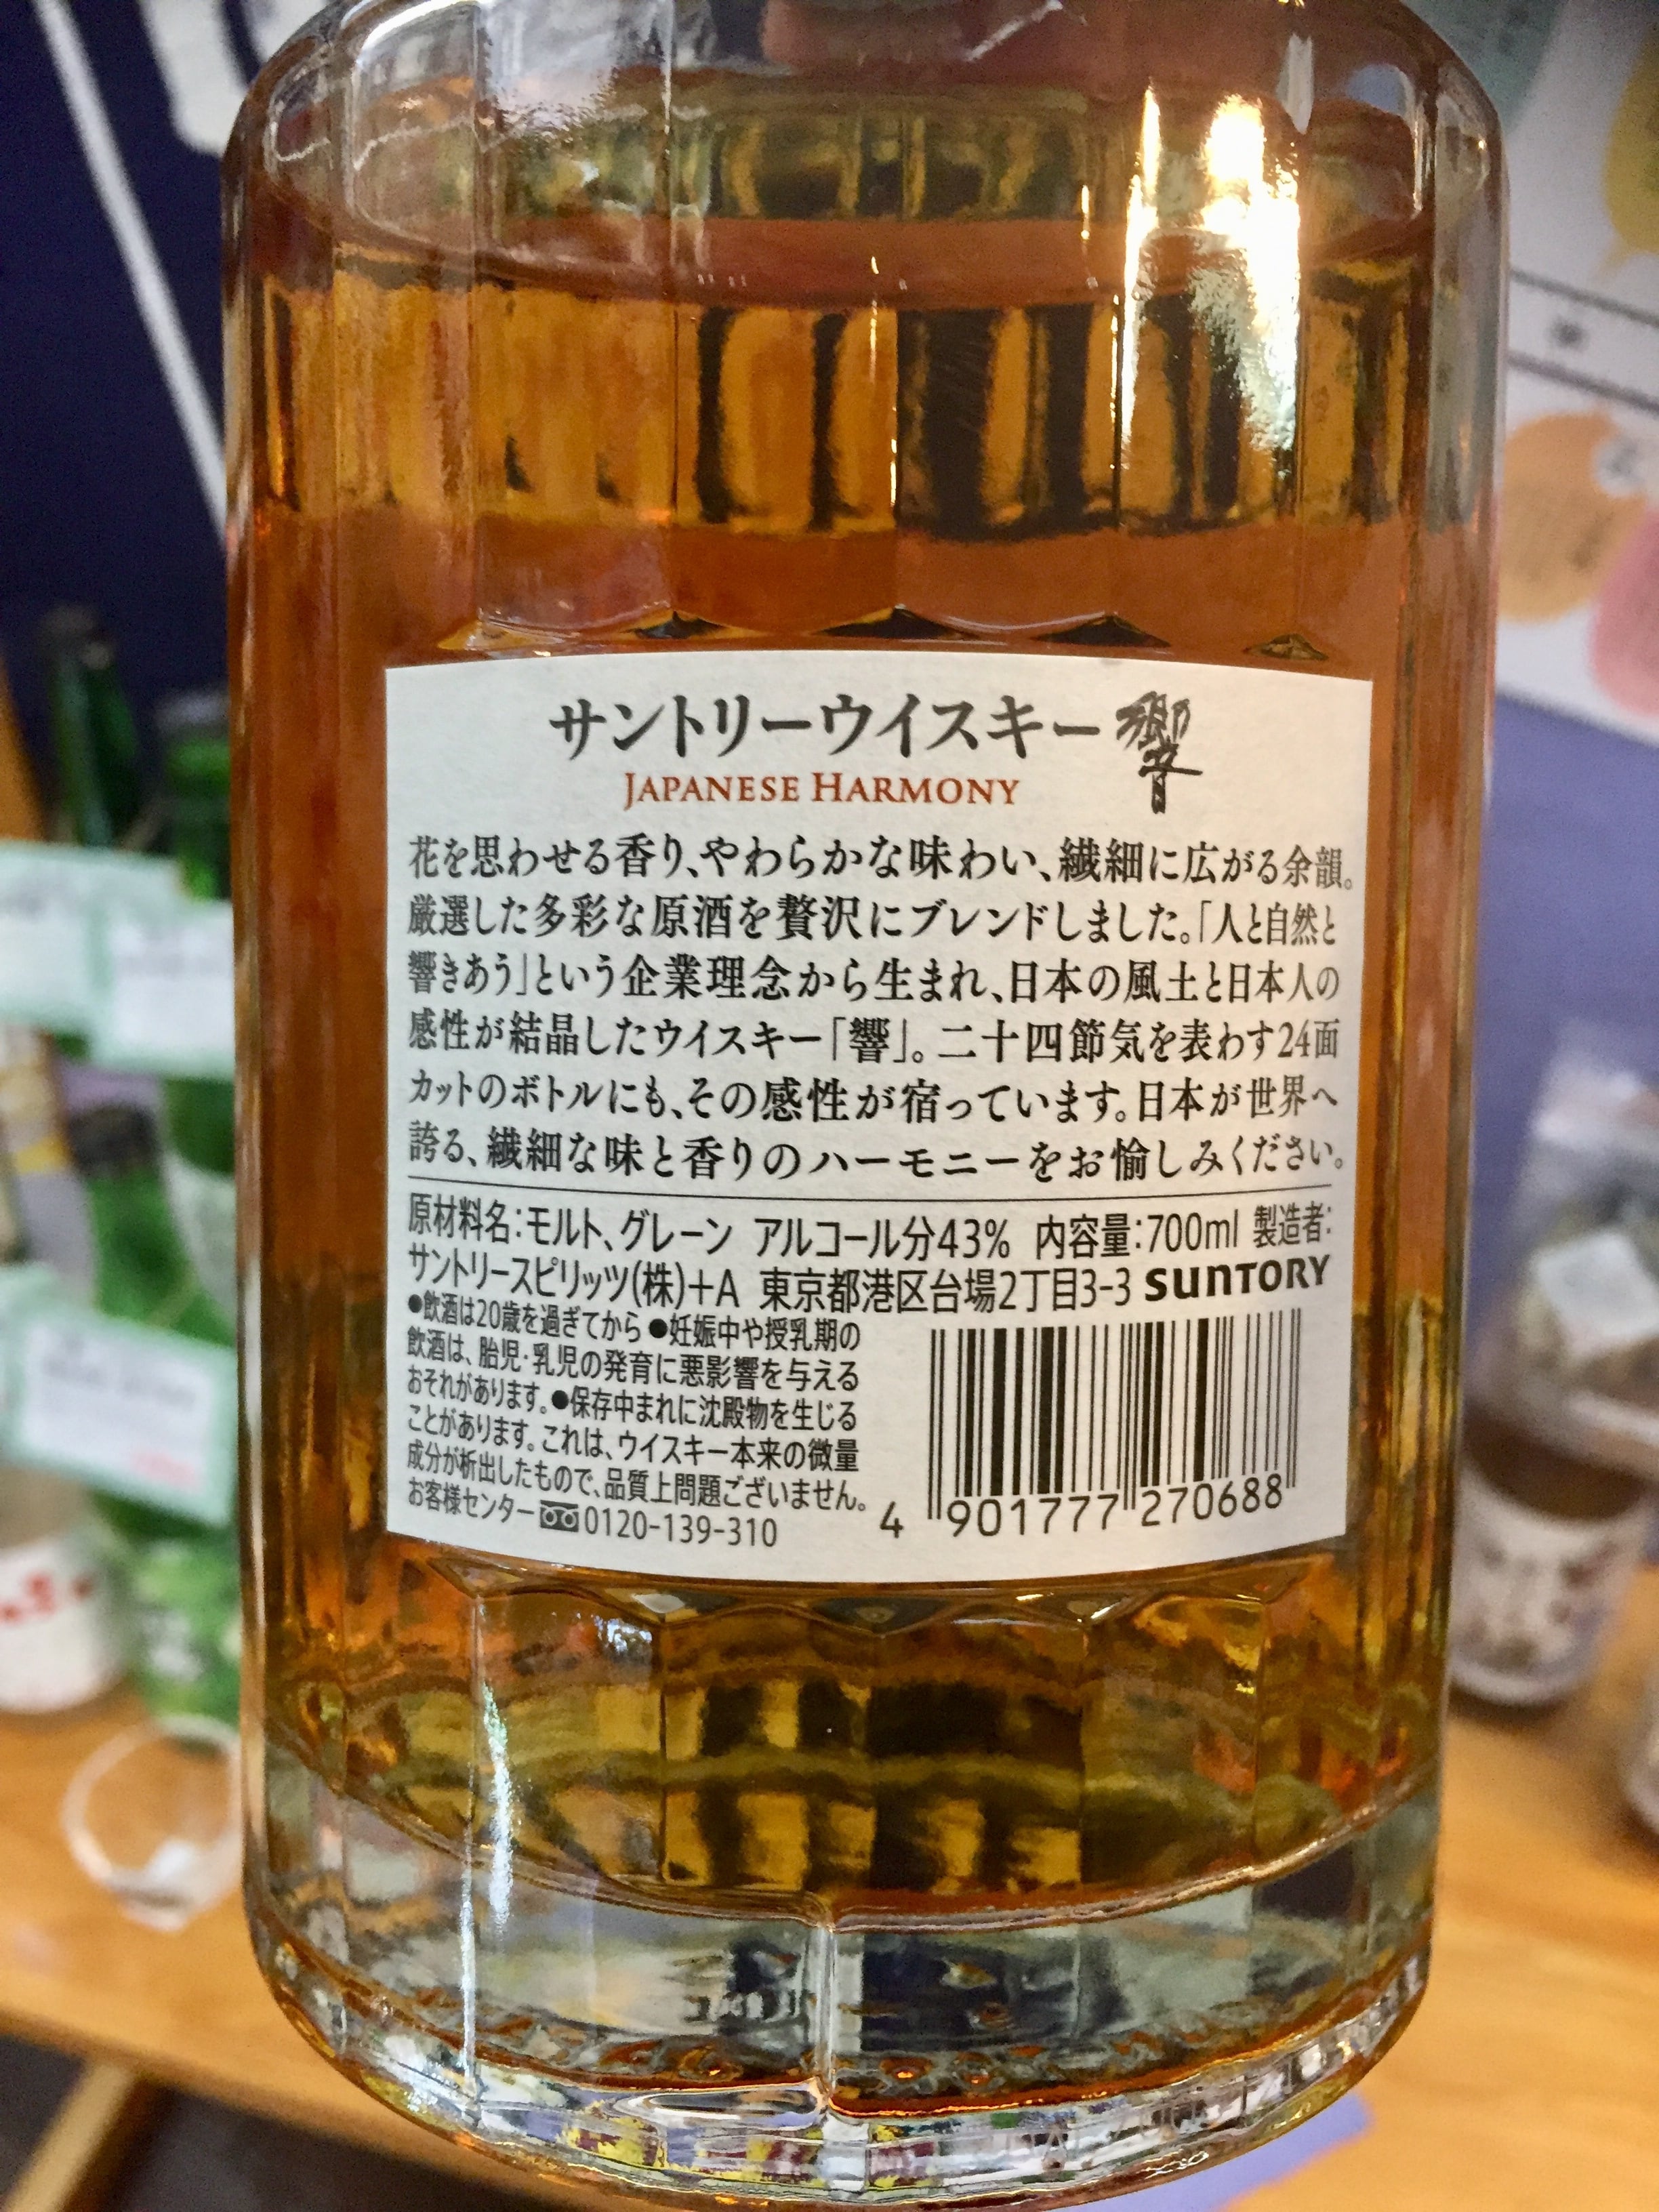 サントリーウイスキー響
JAPANESE HARMONY
花を思わせる香り、やわらかな味わい、繊細に広がる余韻。
厳選した多彩な原酒を贅沢にブレンドしました。「人と自然と
響きあう」という企業理念から生まれ、日本の風土と日本人の
感性が結晶したウイスキー「響」。二十四節気を表わす24面
カットのボトルにも、その感性が宿っています。日本が世界へ
誇る、繊細な味と香りのハーモニーをお愉しみください。
原材料名:モルト、グレーン アルコール分43% 内容量:700ml 製造者:
サントリースピリッツ(株)+A 東京都港区台場2丁目3-3 SUNTORY
●飲酒は20歳を過ぎてから ●妊娠中や授乳期の
飲酒は、胎児・乳児の発育に悪影響を与える
おそれがあります。●保存中まれに沈殿物を生じる
ことがあります。これは、ウイスキー本来の微量
成分が析出したもので、品質上問題ございません。
お客様センター 0120-139-310
4 901777 270688